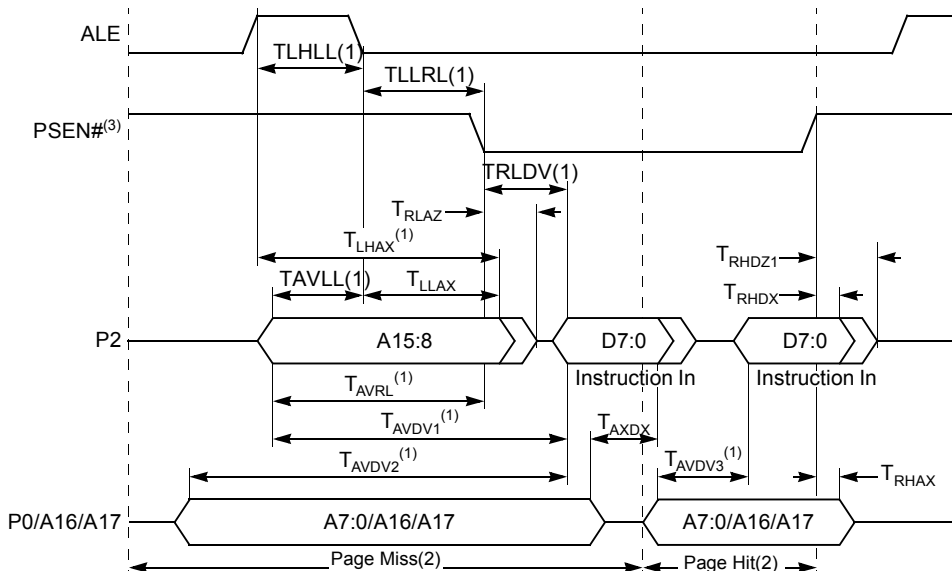 ALE
TLHLL(1)
TLLRL(1)
PSEN#(3)
TRLDV(1)
TRLAZ
TLHAX(1)
TRHDZ1
TAVLL(1)
TLLAX
TRHDX
P2
A15:8
D7:0
D7:0
Instruction In
Instruction In
TAVRL(1)
TAVDV1(1)
TAXDX
TAVDV2(1)
TAVDV3(1)
TRHAX
P0/A16/A17
A7:0/A16/A17
A7:0/A16/A17
Page Miss(2)
Page Hit(2)